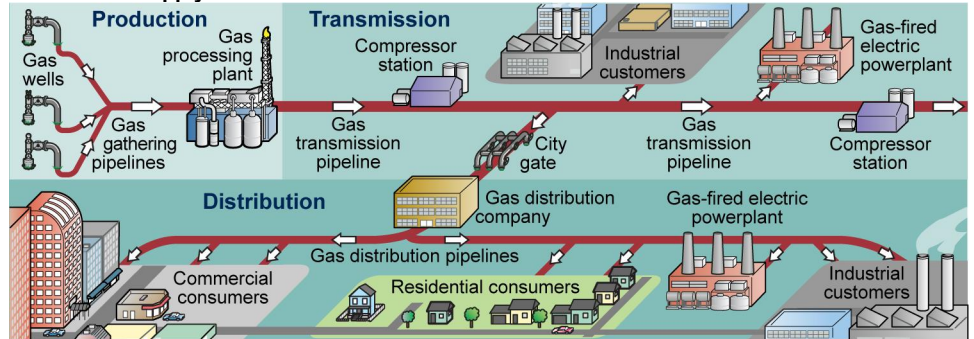 Production
Gas
wells
Gas
gathering
pipelines
Gas
processing
plant
Transmission
Compressor
station
Gas
transmission
pipeline
Industrial
customers
City
gate
Gas-fired
electric
powerplant
Gas
transmission
pipeline
Compressor
station
Distribution
Gas distribution
company
Gas distribution pipelines
Commercial
consumers
Residential consumers
Gas-fired electric
powerplant
Industrial
customers